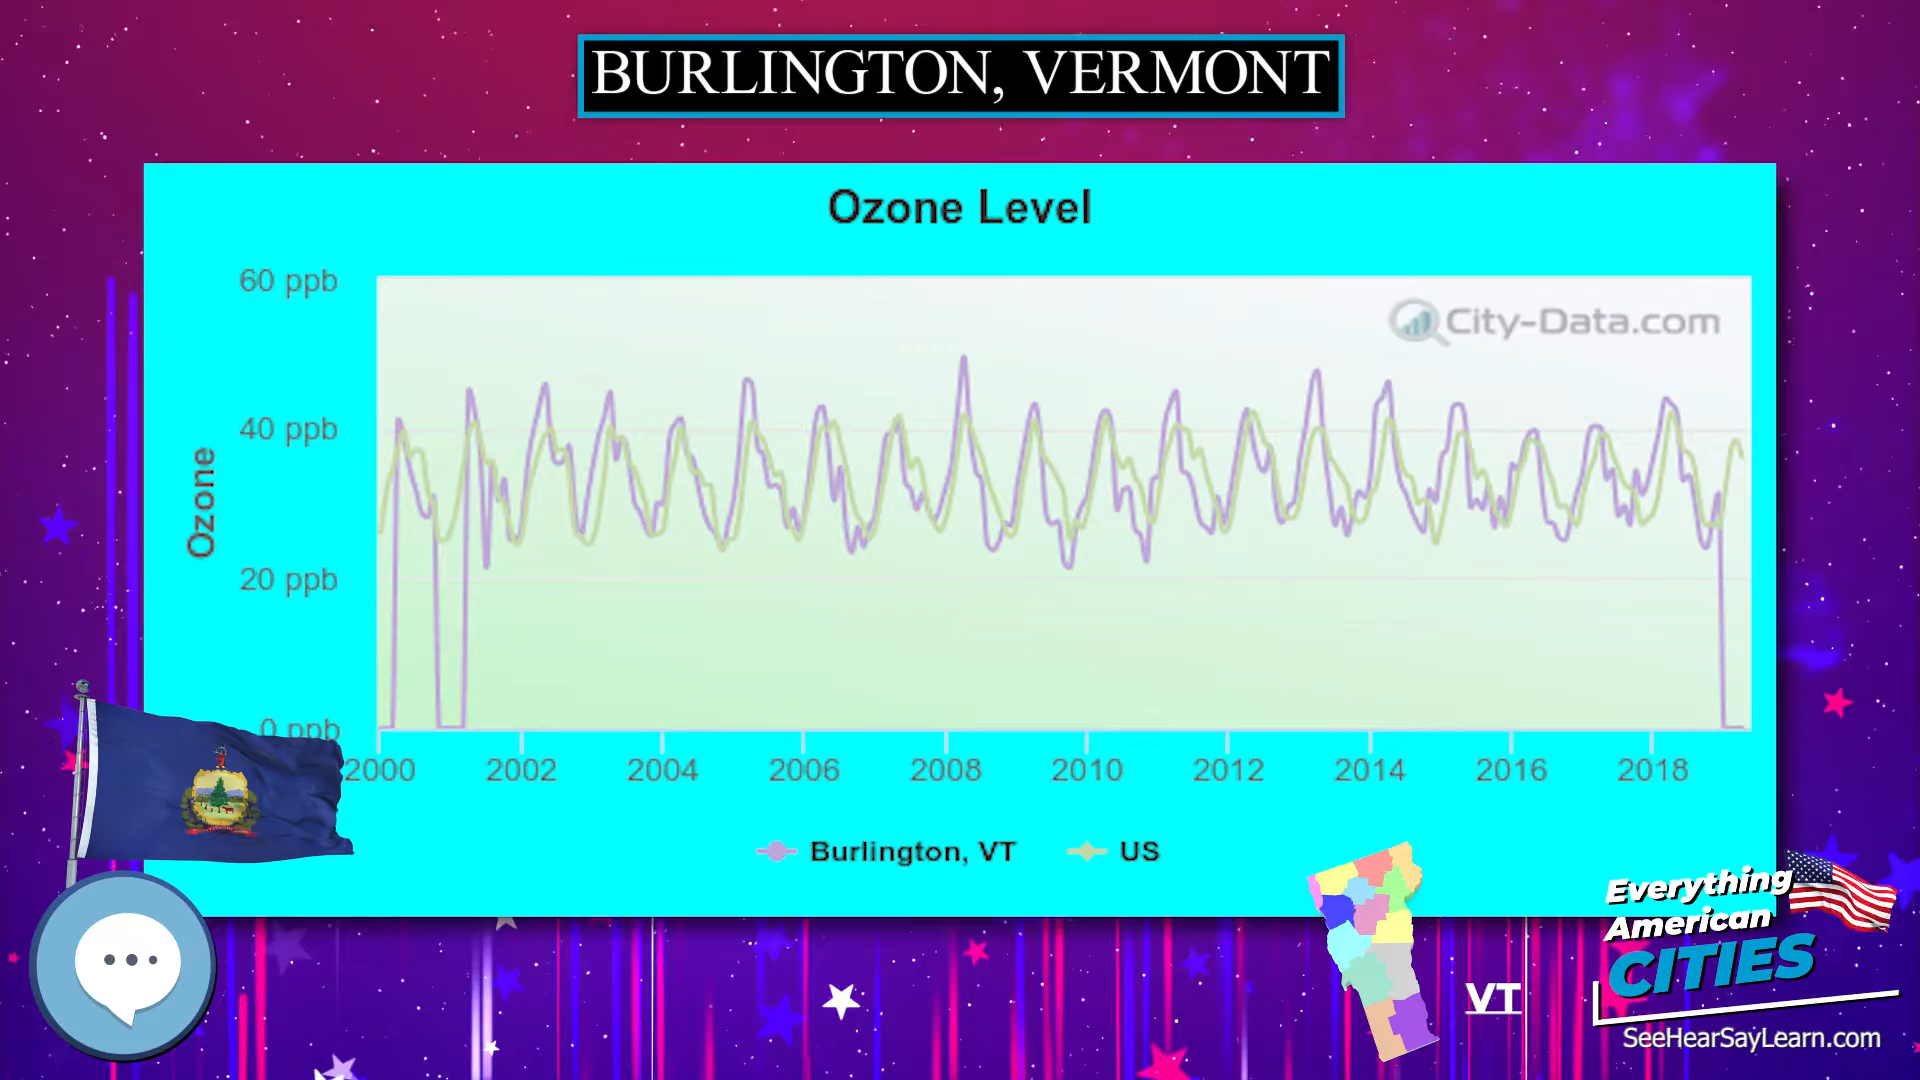 BURLINGTON, VERMONT
Ozone Level
60 ppb
City-Data.com
40 ppb
Ozone
20 ppb
0 ppb
2000 2002 2004 2006 2008 2010 2012 2014 2016 2018
Burlington, VT US
Everything
American
CITIES
VT
SeeHearSayLearn.com